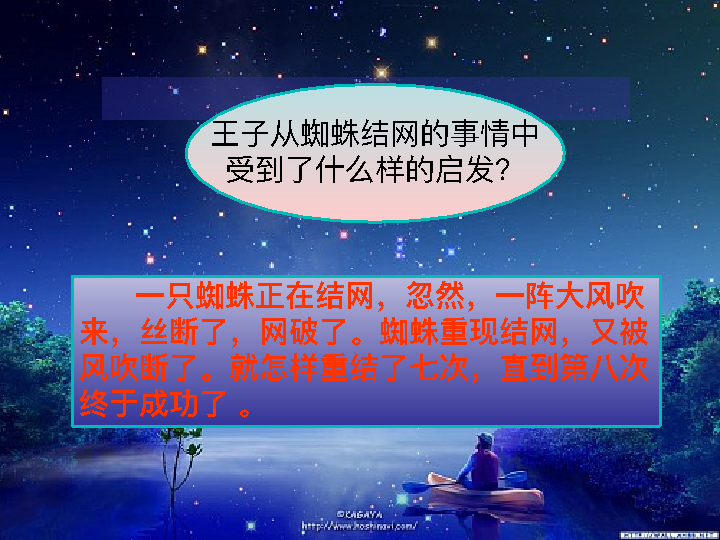 王子从蜘蛛结网的事情中
受到了什么样的启发？
一只蜘蛛正在结网，忽然，一阵大风吹
来，丝断了，网破了。蜘蛛重现结网，又被
风吹断了。就怎样重结了七次，直到第八次
终于成功了 。
©KAGAYA
http://www.hoshinavi.com/